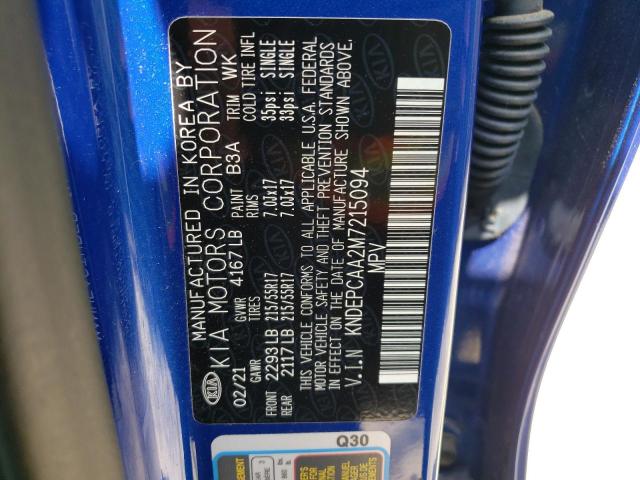 MANUFACTURED IN KOREA BY
KIA MOTORS CORPORATION
KIA
02/21 GVWR 4167LB PAINT B3A TRIM WK
GAWR TIRES RIMS COLD TIRE INFL
FRONT 2293LB 215/55R17 7.0JX17 35psi SINGLE
REAR 2117LB 215/55R17 7.0JX17 33psi SINGLE
THIS VEHICLE CONFORMS TO ALL APPLICABLE U.S.A. FEDERAL
MOTOR VEHICLE SAFETY AND THEFT PREVENTION STANDARDS
IN EFFECT ON THE DATE OF MANUFACTURE SHOWN ABOVE.
V.I.N KNDEPCAA2M7215094
MPV
Q30